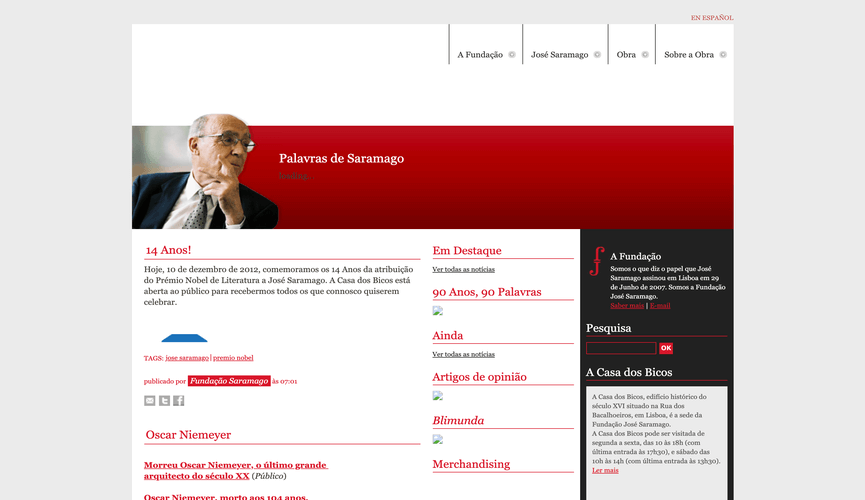 EN ESPAÑOL
A Fundação
José Saramago
Obra
Sobre a Obra
Palavras de Saramago
14 Anos!
Hoje, 10 de dezembro de 2012, comemoramos os 14 Anos da atribuição
do Prémio Nobel de Literatura a José Saramago. A Casa dos Bicos está
aberta ao público para recebermos todos os que connosco quiserem
celebrar.
TAGS: jose saramago | premio nobel
publicado por Fundação Saramago às 07:01
Oscar Niemeyer
Morreu Oscar Niemeyer, o último grande
arquitecto do século XX (Público)
Oscar Niemeyer, morto aos 104 anos,
Em Destaque
Ver todas as notícias
90 Anos, 90 Palavras
Ainda
Ver todas as notícias
Artigos de opinião
Blimunda
Merchandising
A Fundação
Somos o que diz o papel que José
Saramago assinou em Lisboa em 29
de Junho de 2007. Somos a Fundação
José Saramago.
Saber mais | E-mail
Pesquisa
OK
A Casa dos Bicos
A Casa dos Bicos, edifício histórico do
século XVI situado na Rua dos
Bacalhoeiros, em Lisboa, é a sede da
Fundação José Saramago.
A Casa dos Bicos pode ser visitada de
segunda a sexta, das 10 às 18h (com
última entrada às 17h30), e sábado das
10h às 14h (com última entrada às 13h30).
Ler mais